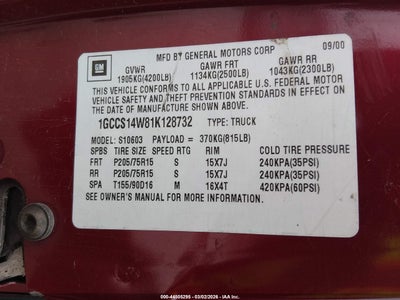 MFD BY GENERAL MOTORS CORP 09/00
GM GVWR GAWR FRT GAWR RR
1905KG(4200LB) 1134KG(2500LB) 1043KG(2300LB)
THIS VEHICLE CONFORMS TO ALL APPLICABLE U.S. FEDERAL MOTOR
VEHICLE SAFETY AND THEFT PREVENTION STANDARDS IN EFFECT ON THE
DATE OF MANUFACTURE SHOWN ABOVE.
1GCCS14W81K128732 TYPE: TRUCK
MODEL: S10603 PAYLOAD = 370KG(815LB)
SPBS TIRE SIZE SPEED RTG RIM COLD TIRE PRESSURE
FRT P205/75R15 S 15X7J 240KPA(35PSI)
RR P205/75R15 S 15X7J 240KPA(35PSI)
SPA T155/90D16 M 16X4T 420KPA(60PSI)
SEE OWNER'S MANUAL FOR MORE INFORMATION.
000-44505295 - 03/02/2026 - IAA Inc.